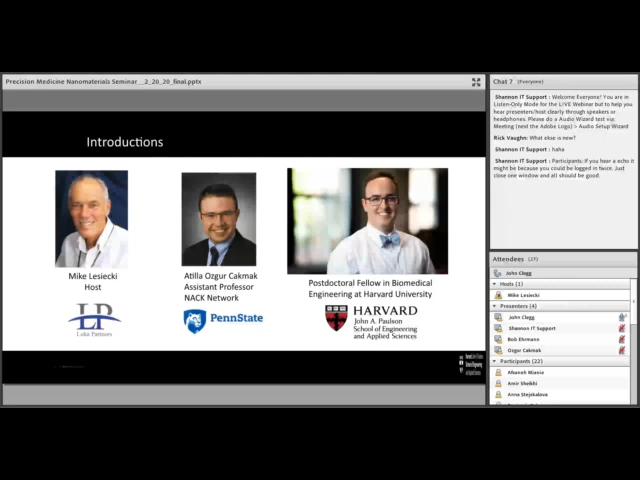 Precision Medicine Nanomaterials Seminar__2_20_20_final.pptx
Introductions
Mike Lesiecki
Host
LP
Luka Partners
Atilla Ozgur Cakmak
Assistant Professor
NACK Network
PennState
Postdoctoral Fellow in Biomedical
Engineering at Harvard University
HARVARD
John A. Paulson
School of Engineering
and Applied Sciences
Chat 7 (Everyone)
Shannon IT Support : Welcome Everyone! You are in
Listen-Only Mode for the LIVE Webinar but to help you
hear presenters/host clearly through speakers or
headphones. Please do a Audio Wizard test via:
Meeting (next the Adobe Logo) > Audio Setup Wizard
Rick Vaughn: What else is new?
Shannon IT Support : haha
Shannon IT Support : Participants: If you hear a echo it
might be because you could be logged in twice. Just
close one window and all should be good.
Attendees (27)
John Clegg
Hosts (1)
Mike Lesiecki
Presenters (4)
John Clegg
Shannon IT Support
Bob Ehrmann
Ozgur Cakmak
Participants (22)
Afsaneh
Amir Sheikhi
Anna Stejskalova